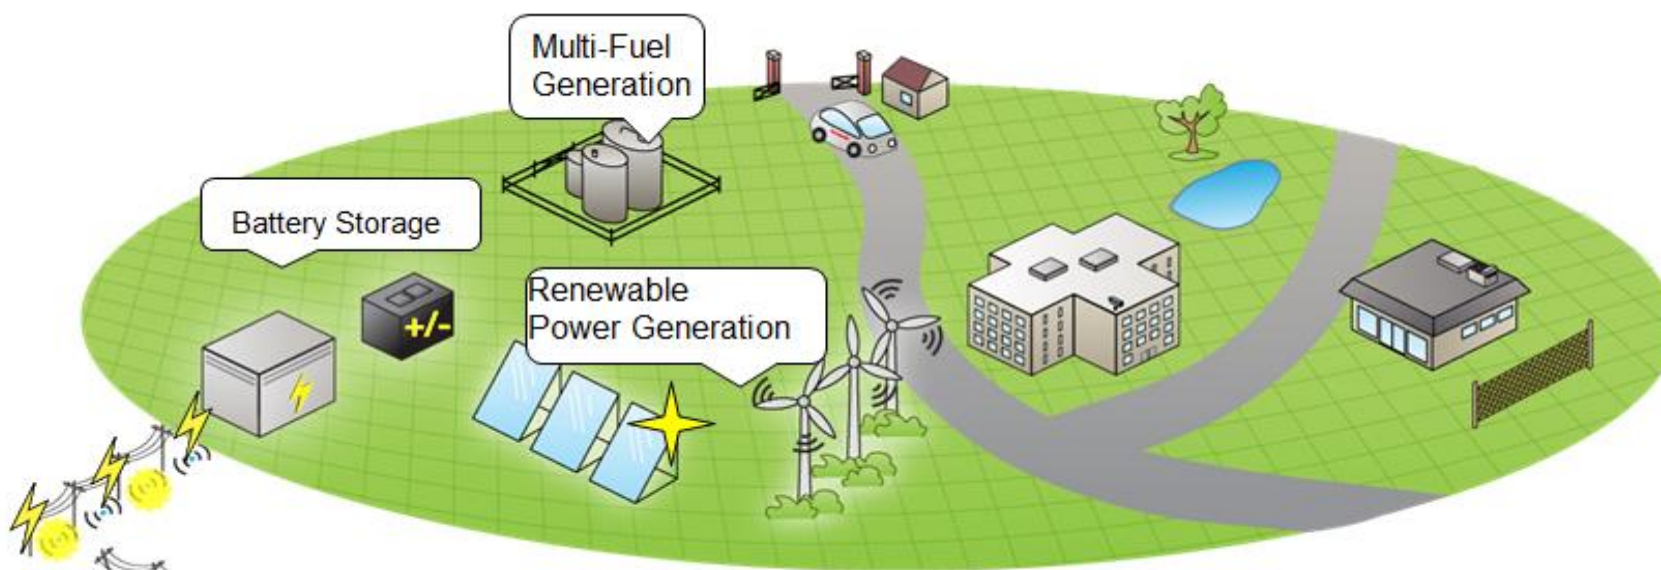 Multi-Fuel
Generation
Battery Storage
+/-
Renewable
Power Generation